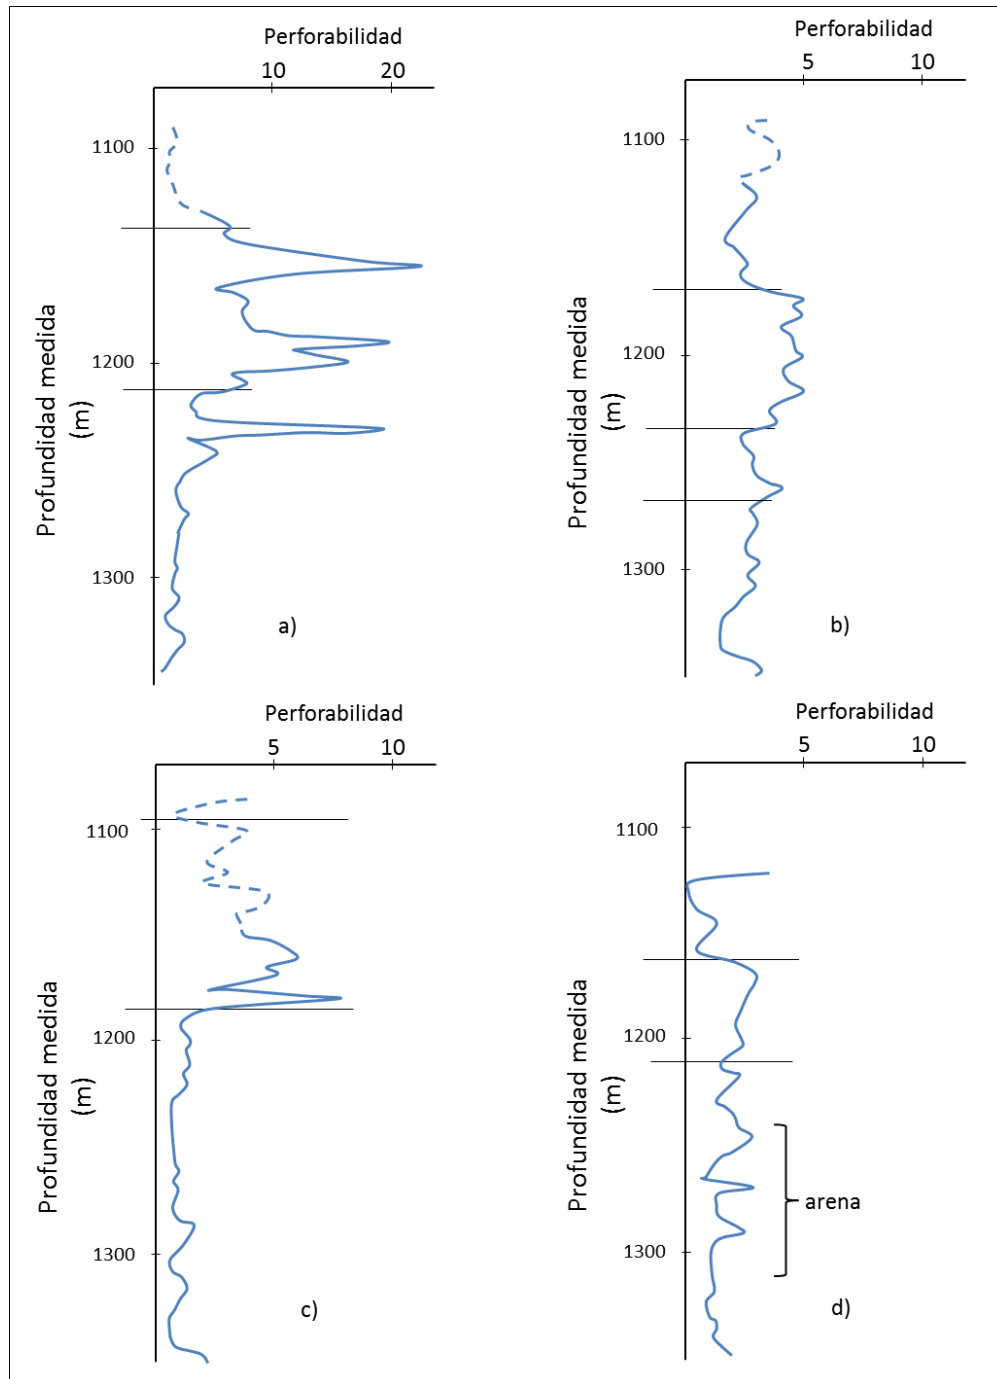 Perforabilidad
10 20
1100
1200
1300
Profundidad medida
(m)
a)
Perforabilidad
5 10
1100
1200
1300
Profundidad medida
(m)
b)
Perforabilidad
5 10
1100
1200
1300
Profundidad medida
(m)
c)
Perforabilidad
5 10
1100
1200
1300
Profundidad medida
(m)
arena
d)